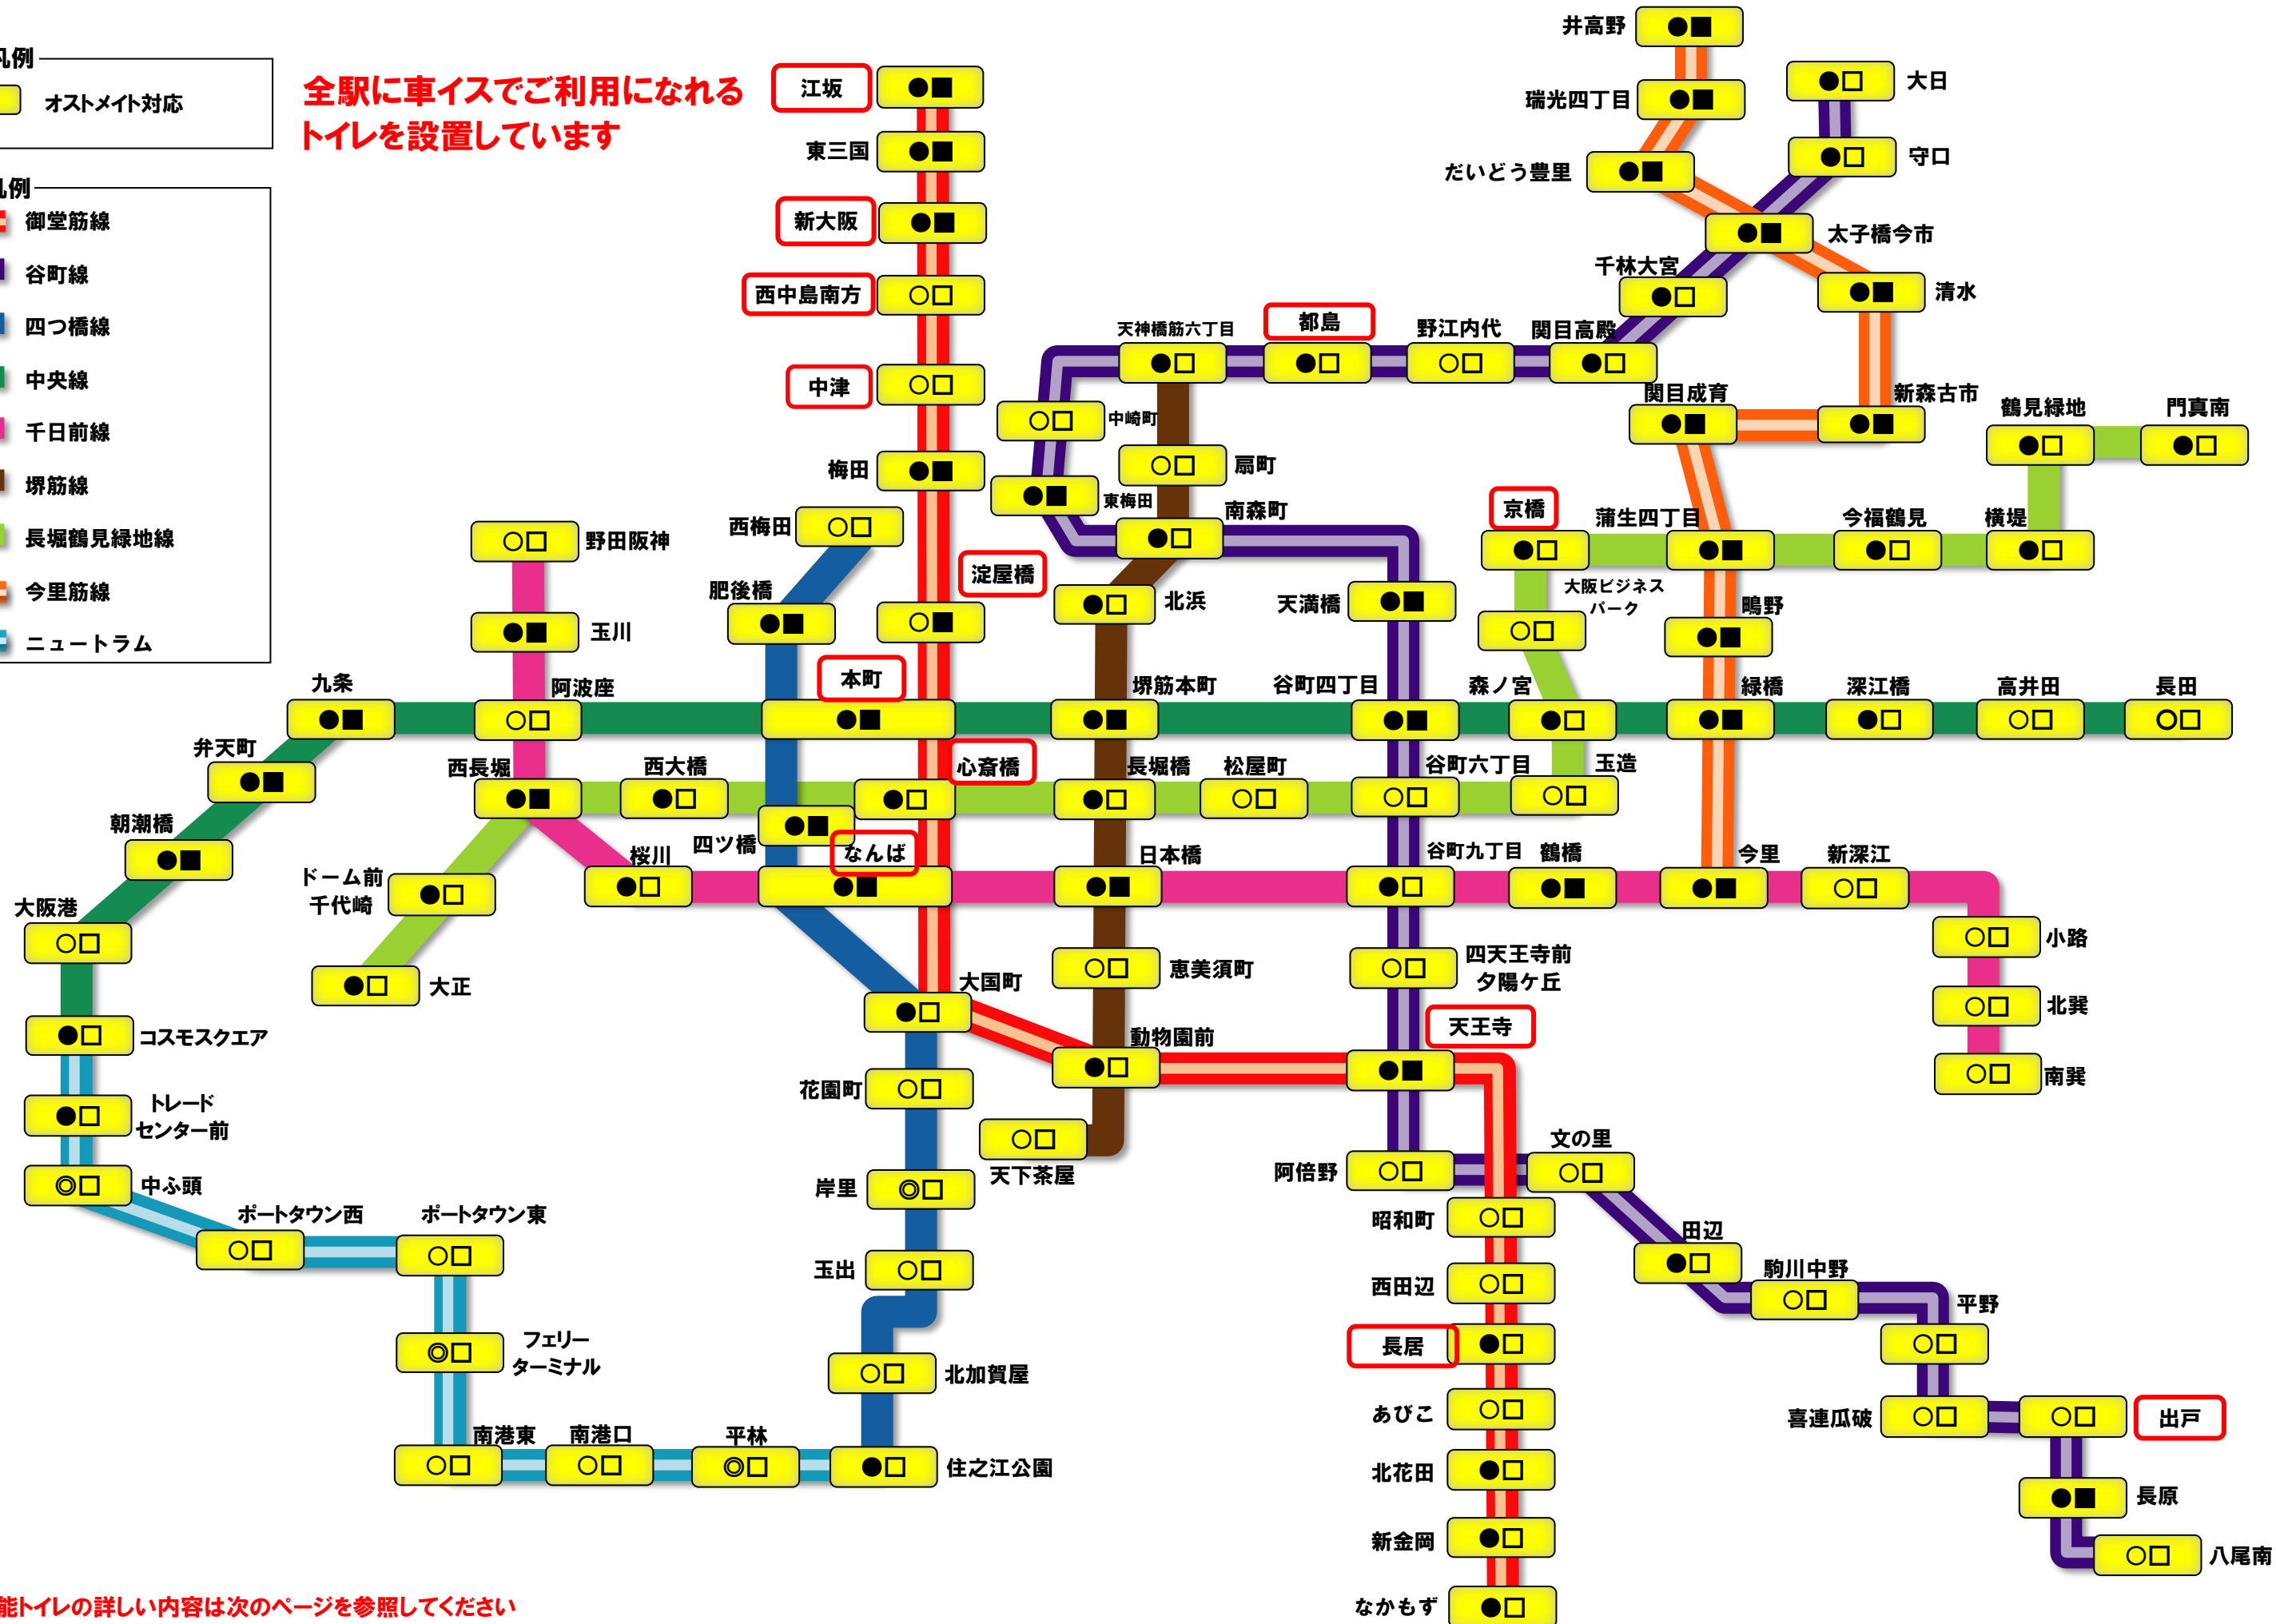 凡例
オストメイト対応
全駅に車イスでご利用になれる
トイレを設置しています
凡例
御堂筋線
谷町線
四つ橋線
中央線
千日前線
堺筋線
長堀鶴見緑地線
今里筋線
ニュートラム
井高野
瑞光四丁目
だいどう豊里
大日
守口
太子橋今市
千林大宮
清水
江坂
東三国
新大阪
西中島南方
中津
梅田
天神橋筋六丁目
都島
野江内代
関目高殿
関目成育
新森古市
鶴見緑地
門真南
中崎町
扇町
東梅田
南森町
京橋
蒲生四丁目
今福鶴見
横堤
野田阪神
西梅田
淀屋橋
肥後橋
北浜
天満橋
大阪ビジネス
パーク
鴫野
玉川
九条
阿波座
本町
堺筋本町
谷町四丁目
森ノ宮
緑橋
深江橋
高井田
長田
弁天町
西長堀
西大橋
心斎橋
長堀橋
松屋町
谷町六丁目
玉造
朝潮橋
四ツ橋
なんば
桜川
日本橋
谷町九丁目
鶴橋
今里
新深江
ドーム前
千代崎
大阪港
大正
大国町
恵美須町
四天王寺前
夕陽ケ丘
小路
北巽
南巽
コスモスクエア
動物園前
天王寺
トレード
センター前
花園町
天下茶屋
阿倍野
文の里
中ふ頭
岸里
昭和町
田辺
ポートタウン西
ポートタウン東
玉出
西田辺
駒川中野
平野
フェリー
ターミナル
長居
北加賀屋
あびこ
喜連瓜破
出戸
南港東
南港口
平林
住之江公園
北花田
長原
新金岡
八尾南
なかもず
能トイレの詳しい内容は次のページを参照してください